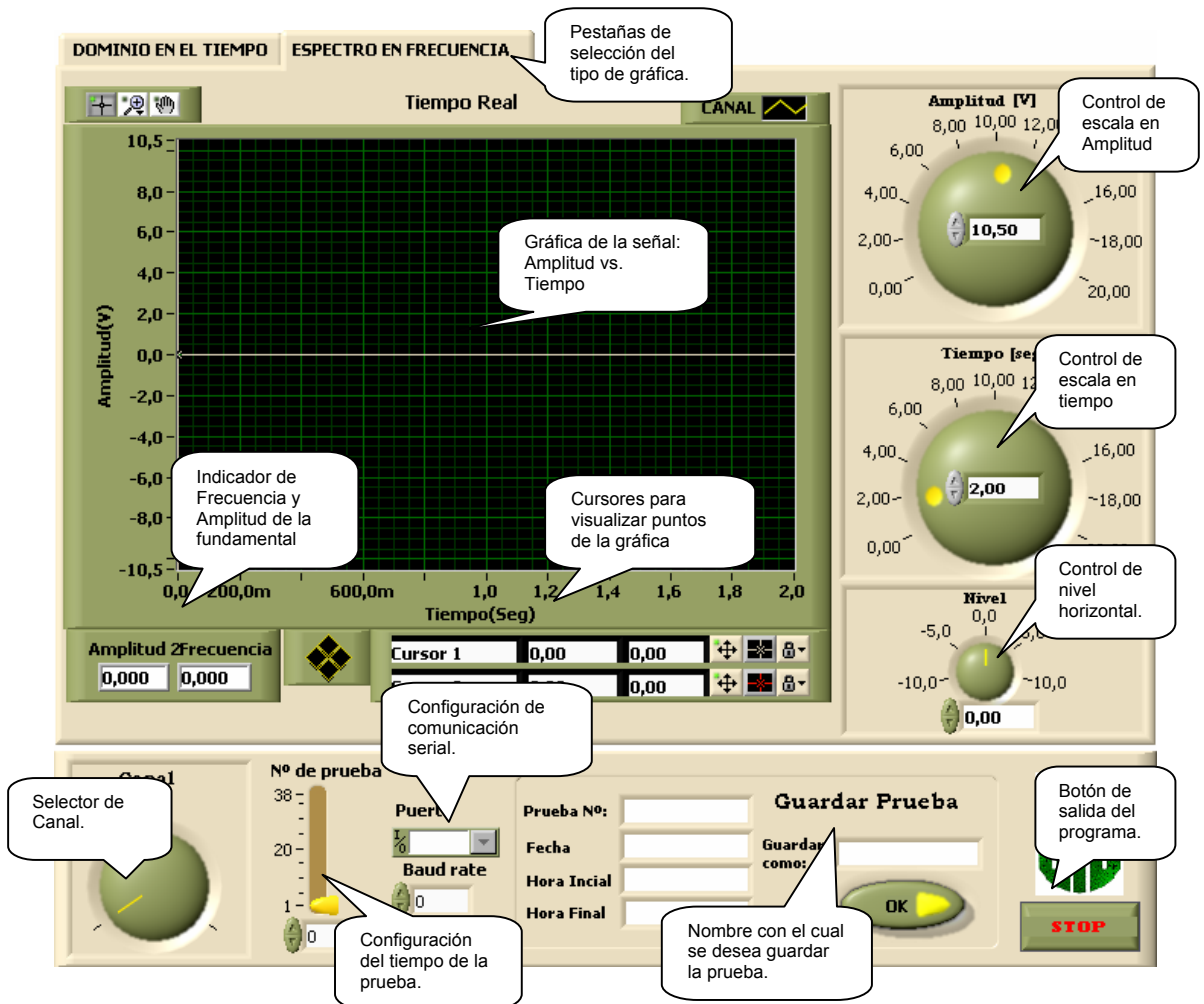 DOMINIO EN EL TIEMPO
ESPECTRO EN FRECUENCIA
Pestañas de
selección del
tipo de gráfica.
Tiempo Real
CANAL
10,5
8,0
6,0
4,0
2,0
0,0
-2,0
-4,0
-6,0
-8,0
-10,5
Amplitud(V)
Gráfica de la señal:
Amplitud vs.
Tiempo
Indicador de
Frecuencia y
Amplitud de la
fundamental
Cursores para
visualizar puntos
de la gráfica
0,0 200,0m 600,0m 1,0 1,2 1,4 1,6 1,8 2,0
Tiempo(Seg)
Amplitud [V]
0,00
2,00
4,00
6,00
8,00
10,00
16,00
18,00
20,00
10,50
Control de
escala en
Amplitud
Tiempo
0,00
2,00
4,00
6,00
8,00
10,00
16,00
18,00
2,00
Control de
escala en
tiempo
Nivel
-10,0
-5,0
0,0
10,0
0,00
Control de
nivel
horizontal.
Amplitud 2 Frecuencia
0,000 0,000
Cursor 1 0,00 0,00
0,00
Configuración de
comunicación
serial.
Selector de
Canal.
Nº de prueba
38
20
1
0
Baud rate
0
Configuración
del tiempo de la
prueba.
Prueba Nº:
Fecha
Hora Incial
Hora Final
Guardar Prueba
Guardar
como:
OK
Nombre con el cual
se desea guardar
la prueba.
Botón de
salida del
programa.
STOP